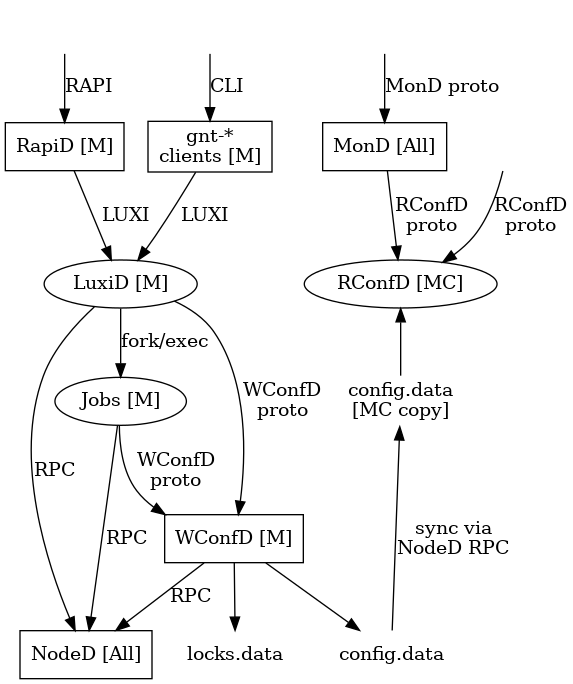 RAPI
CLI
MonD proto
RapiD [M]
gnt-*
clients [M]
MonD [All]
LUXI
LUXI
RConfD
proto
RConfD
proto
LuxiD [M]
RConfD [MC]
fork/exec
Jobs [M]
WConfD
proto
config.data
[MC copy]
RPC
WConfD
proto
RPC
WConfD [M]
sync via
NodeD RPC
RPC
NodeD [All]
locks.data
config.data